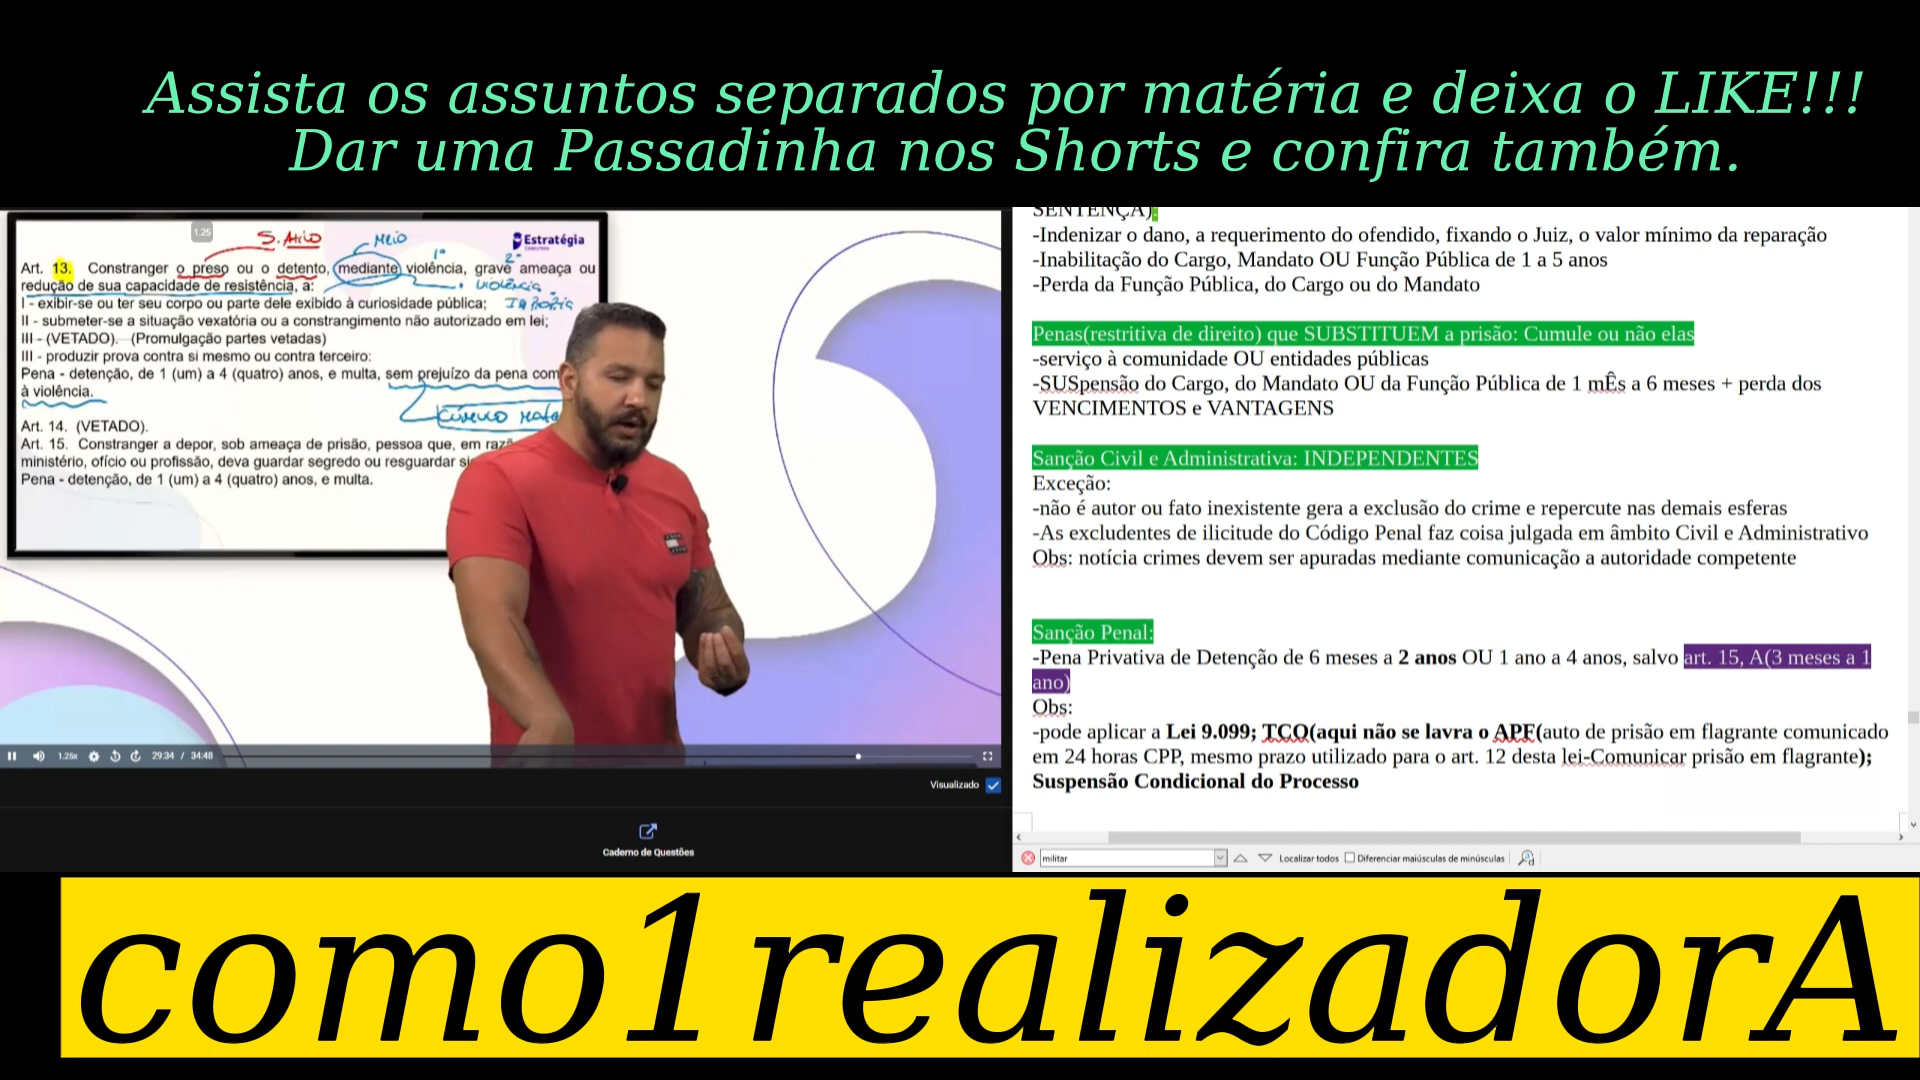 Assista os assuntos separados por matéria e deixa o LIKE!!!
Dar uma Passadinha nos Shorts e confira também.
1.25
S. Ativo
Meio
Estratégia
1º
2º
Art. 13. Constranger o preso ou o detento, mediante violência, grave ameaça ou
redução de sua capacidade de resistência, a:
violência
I - exibir-se ou ter seu corpo ou parte dele exibido à curiosidade pública;
II - submeter-se a situação vexatória ou a constrangimento não autorizado em lei;
III - (VETADO). (Promulgação partes vetadas)
III - produzir prova contra si mesmo ou contra terceiro:
Pena - detenção, de 1 (um) a 4 (quatro) anos, e multa, sem prejuízo da pena com
à violência.
Art. 14. (VETADO).
Art. 15. Constranger a depor, sob ameaça de prisão, pessoa que, em razã
ministério, ofício ou profissão, deva guardar segredo ou resguardar si
Pena - detenção, de 1 (um) a 4 (quatro) anos, e multa.
1.25x
29:34 / 34:48
Visualizado
Caderno de Questões
SENTENÇA).
-Indenizar o dano, a requerimento do ofendido, fixando o Juiz, o valor mínimo da reparação
-Inabilitação do Cargo, Mandato OU Função Pública de 1 a 5 anos
-Perda da Função Pública, do Cargo ou do Mandato
Penas(restritiva de direito) que SUBSTITUEM a prisão: Cumule ou não elas
-serviço à comunidade OU entidades públicas
-SUSpensão do Cargo, do Mandato OU da Função Pública de 1 mÊs a 6 meses + perda dos
VENCIMENTOS e VANTAGENS
Sanção Civil e Administrativa: INDEPENDENTES
Exceção:
-não é autor ou fato inexistente gera a exclusão do crime e repercute nas demais esferas
-As excludentes de ilicitude do Código Penal faz coisa julgada em âmbito Civil e Administrativo
Obs: notícia crimes devem ser apuradas mediante comunicação a autoridade competente
Sanção Penal:
-Pena Privativa de Detenção de 6 meses a 2 anos OU 1 ano a 4 anos, salvo art. 15, A(3 meses a 1
ano)
Obs:
-pode aplicar a Lei 9.099; TCO(aqui não se lavra o APF(auto de prisão em flagrante comunicado
em 24 horas CPP, mesmo prazo utilizado para o art. 12 desta lei-Comunicar prisão em flagrante);
Suspensão Condicional do Processo
militar
Localizar todos
Diferenciar maiúsculas de minúsculas
como1realizadorA